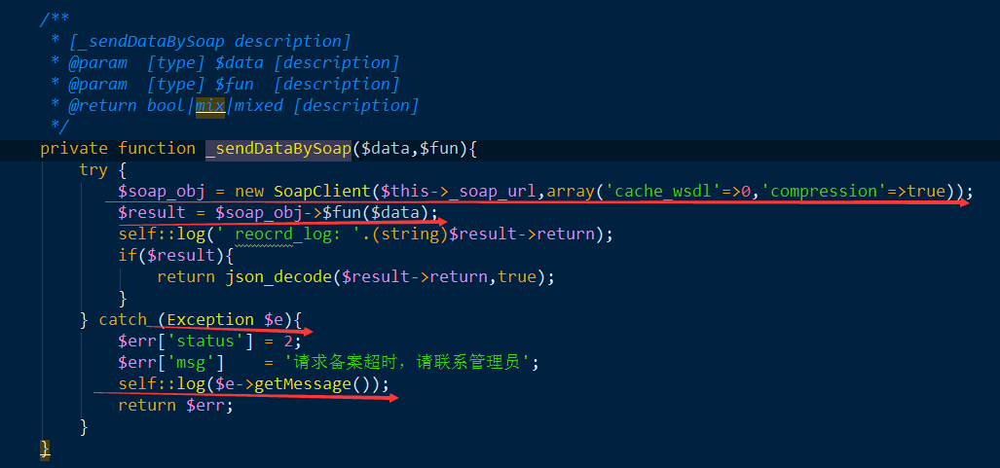 /**
 * [_sendDataBySoap description]
 * @param  [type] $data [description]
 * @param  [type] $fun  [description]
 * @return bool|mix|mixed [description]
 */
private function _sendDataBySoap($data,$fun){
    try {
        $soap_obj = new SoapClient($this->_soap_url,array('cache_wsdl'=>0,'compression'=>true));
        $result = $soap_obj->$fun($data);
        self::log(' reocrd_log: '.(string)$result->return);
        if($result){
            return json_decode($result->return,true);
        }
    } catch (Exception $e){
        $err['status'] = 2;
        $err['msg']    = '请求备案超时，请联系管理员';
        self::log($e->getMessage());
        return $err;
    }
}